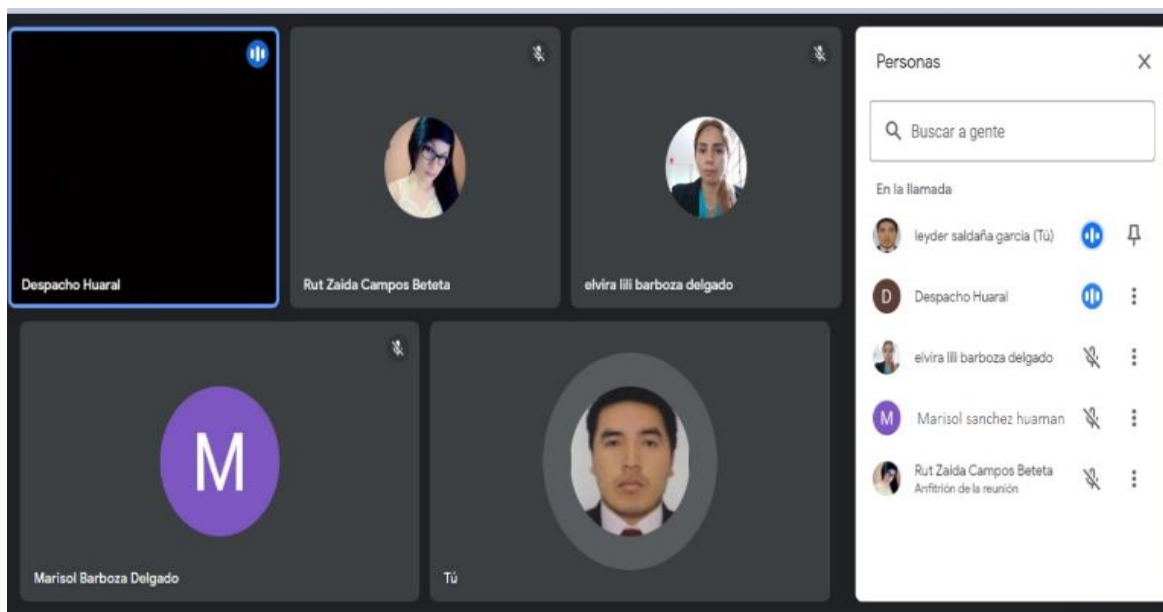 Despacho Huaral
Rut Zaida Campos Beteta
elvira lili barboza delgado
M
Marisol Barboza Delgado
Tú
Personas
Buscar a gente
En la llamada
leyder saldaña garcia (Tú)
D
Despacho Huaral
elvira lili barboza delgado
M
Marisol sanchez huaman
Rut Zaida Campos Beteta
Anfitrión de la reunión